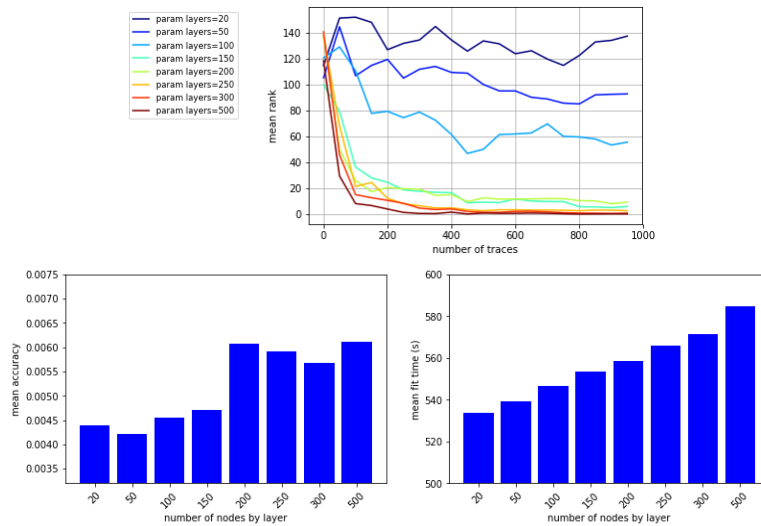 param layers=20
param layers=50
param layers=100
param layers=150
param layers=200
param layers=250
param layers=300
param layers=500
mean rank
140
120
100
80
60
40
20
0
0 200 400 600 800 1000
number of traces
mean accuracy
0.0075
0.0070
0.0065
0.0060
0.0055
0.0050
0.0045
0.0040
0.0035
20 50 100 150 200 250 300 500
number of nodes by layer
mean fit time (s)
600
580
560
540
520
500
20 50 100 150 200 250 300 500
number of nodes by layer